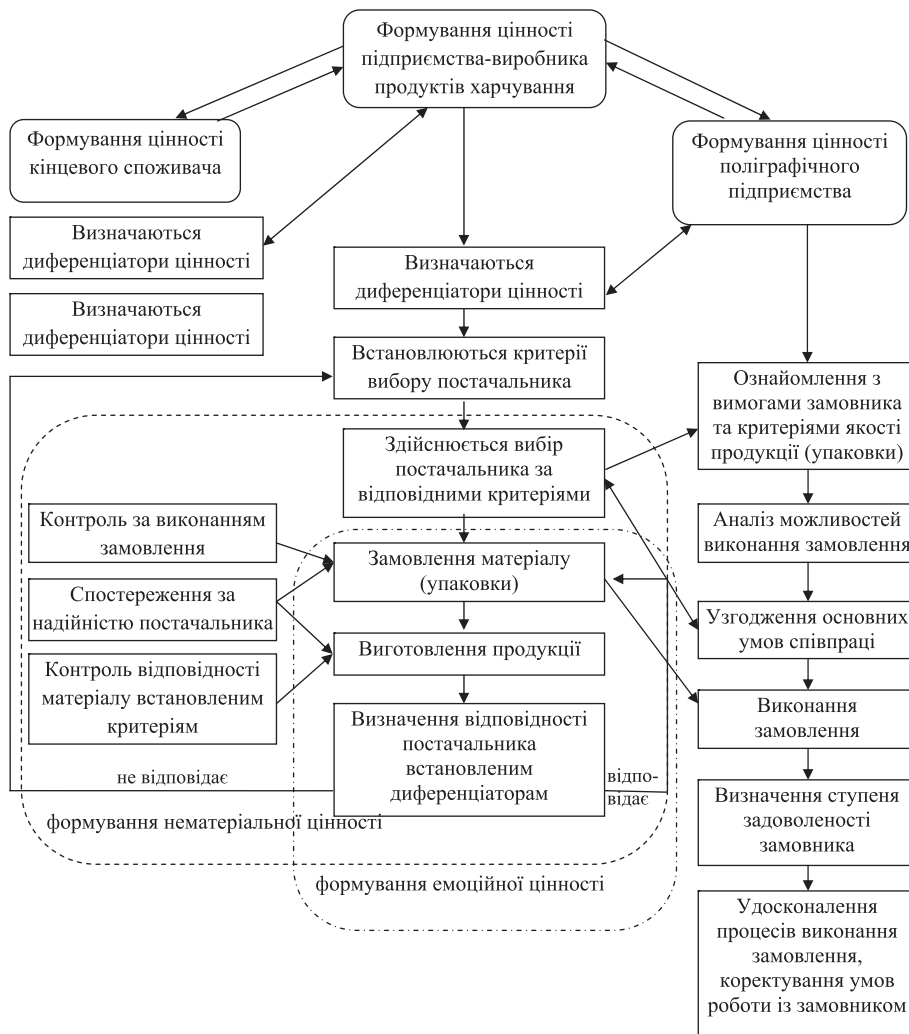 Формування цінності
підприємства-виробника
продуктів харчування
Формування цінності
кінцевого споживача
Формування цінності
поліграфічного
підприємства
Визначаються
диференціатори цінності
Визначаються
диференціатори цінності
Визначаються
диференціатори цінності
Встановлюються критерії
вибору постачальника
Ознайомлення з
вимогами замовника
та критеріями якості
продукції (упаковки)
Здійснюється вибір
постачальника за
відповідними критеріями
Контроль за виконанням
замовлення
Аналіз можливостей
виконання замовлення
Замовлення матеріалу
(упаковки)
Спостереження за
надійністю постачальника
Узгодження основних
умов співпраці
Виготовлення продукції
Контроль відповідності
матеріалу встановленим
критеріям
Виконання
замовлення
Визначення відповідності
постачальника
встановленим
диференціаторам
не відповідає
відпо-
відає
Визначення ступеня
задоволеності
замовника
формування нематеріальної цінності
формування емоційної цінності
Удосконалення
процесів виконання
замовлення,
коректування умов
роботи із замовником